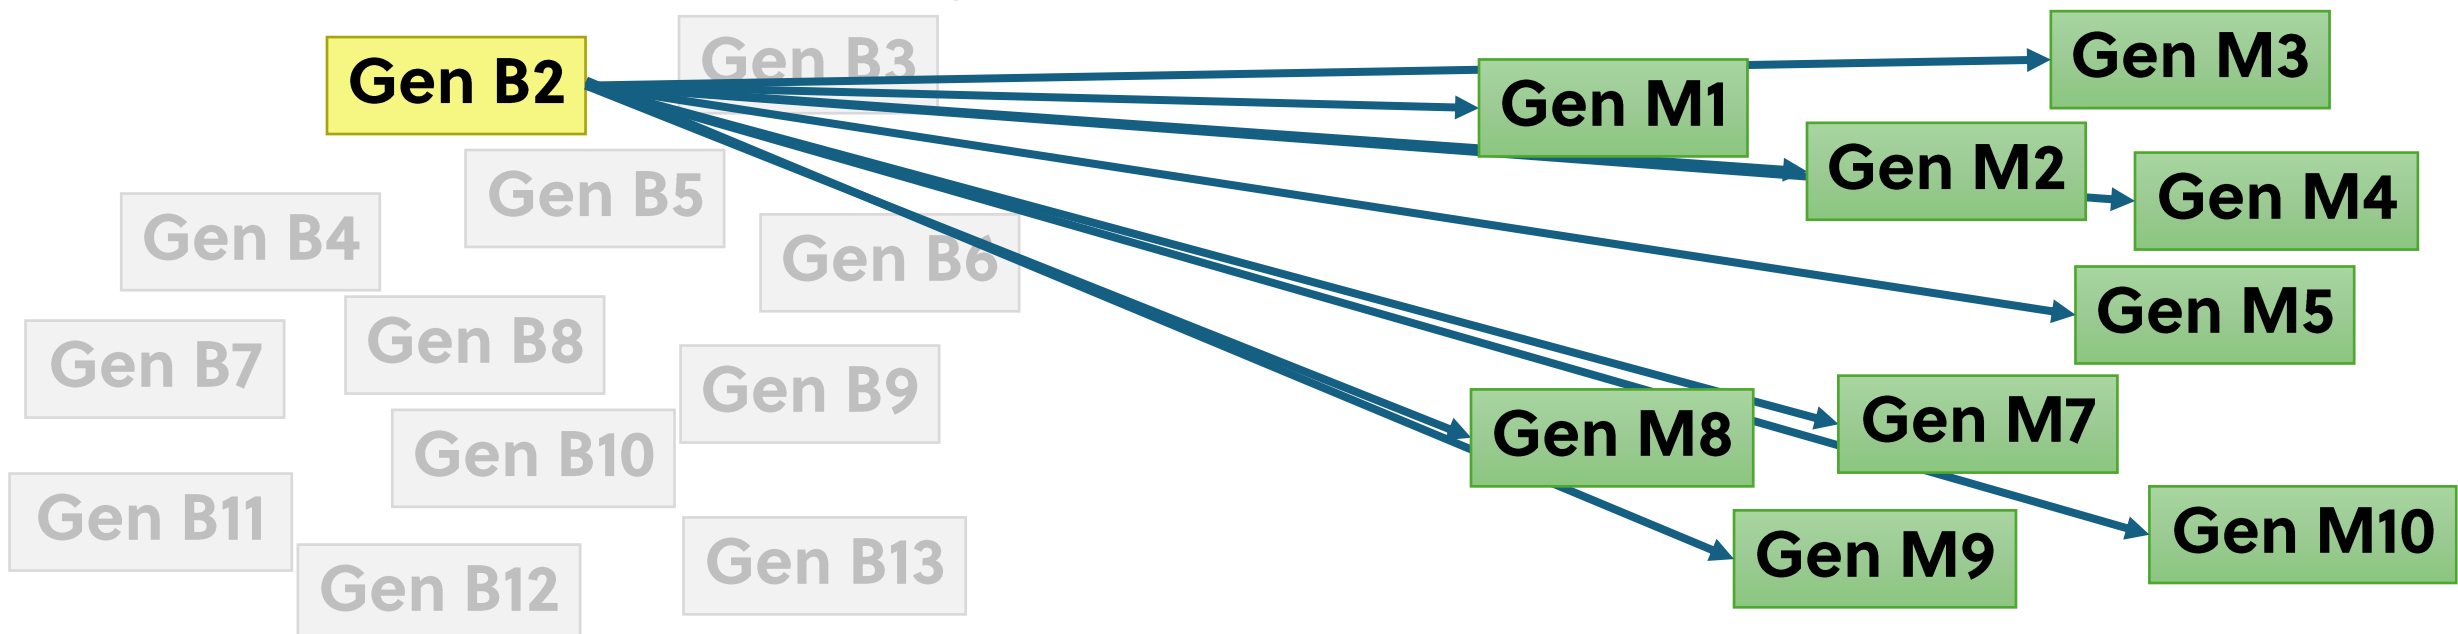 Gen B2
Gen B3
Gen M1
Gen M3
Gen M2
Gen M4
Gen B5
Gen B4
Gen B6
Gen M5
Gen B7
Gen B8
Gen B9
Gen M8
Gen M7
Gen B10
Gen B11
Gen B12
Gen B13
Gen M9
Gen M10